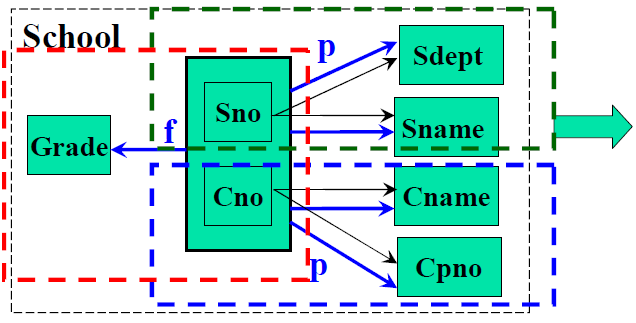 School
p
Sdept
Sno
Sname
f
Grade
Cno
Cname
p
Cpno